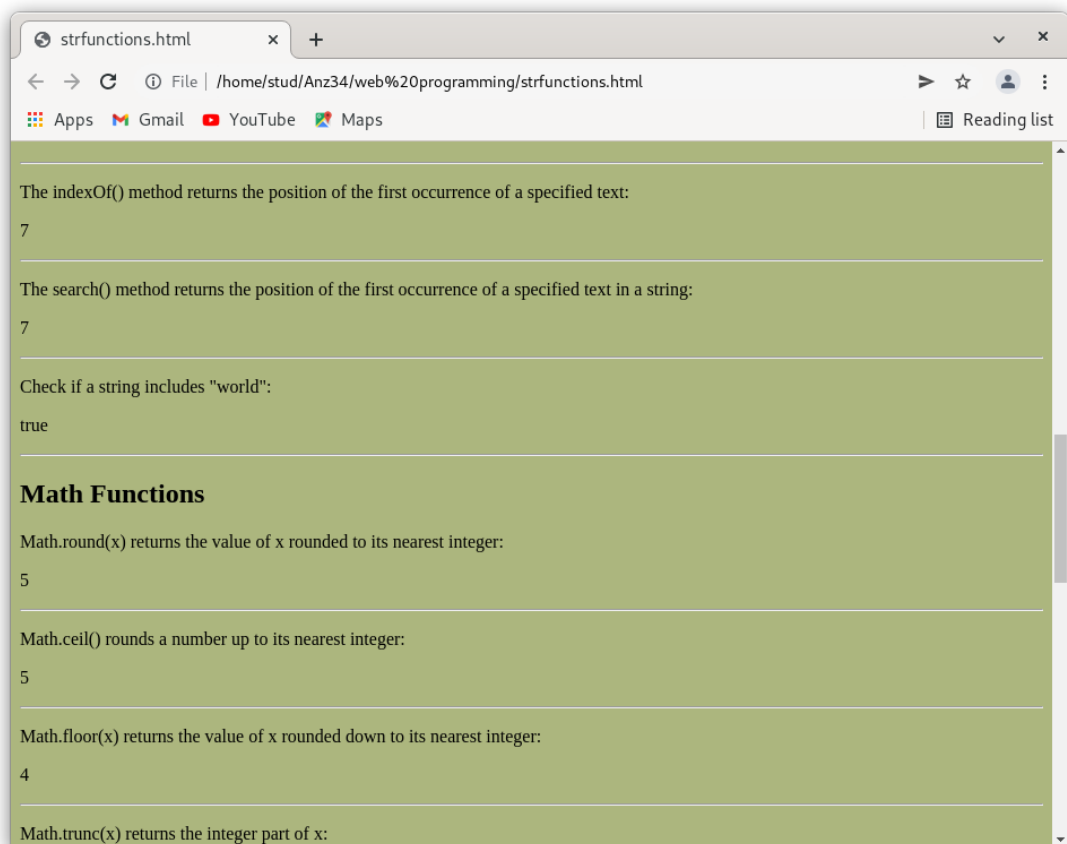 strfunctions.html
File | /home/stud/Anz34/web%20programming/strfunctions.html
Apps Gmail YouTube Maps Reading list
The indexOf() method returns the position of the first occurrence of a specified text:
7
The search() method returns the position of the first occurrence of a specified text in a string:
7
Check if a string includes "world":
true
Math Functions
Math.round(x) returns the value of x rounded to its nearest integer:
5
Math.ceil() rounds a number up to its nearest integer:
5
Math.floor(x) returns the value of x rounded down to its nearest integer:
4
Math.trunc(x) returns the integer part of x: